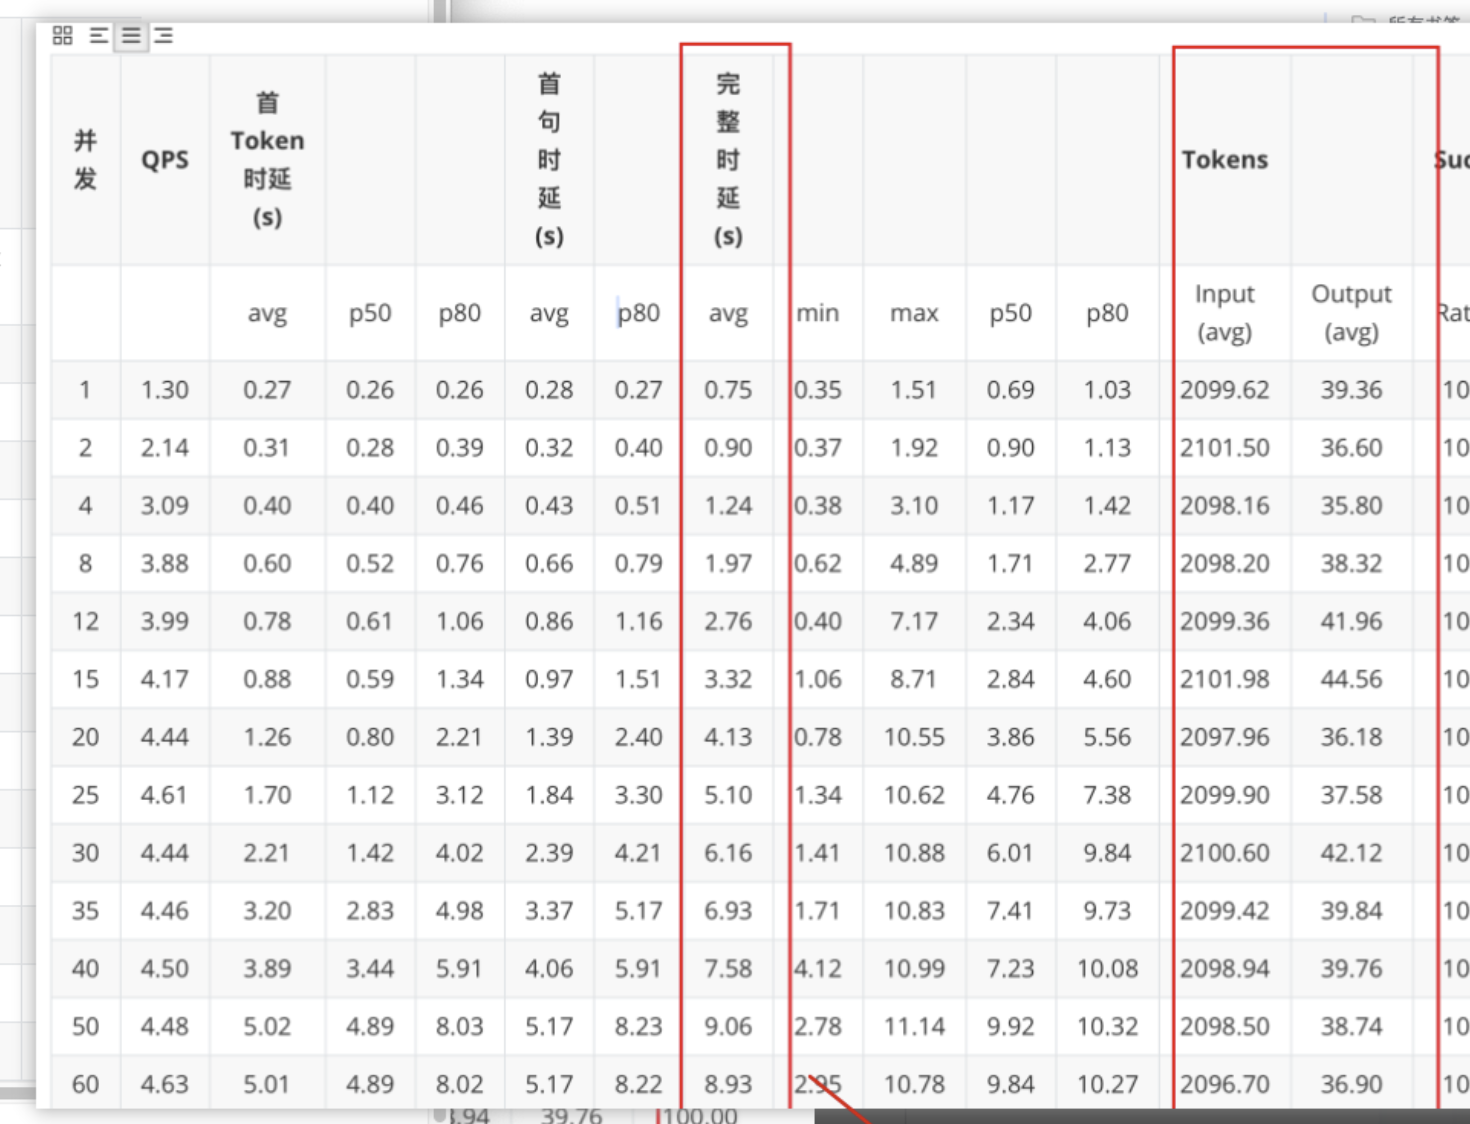 所有书签
并发 QPS 首Token时延(s) 首句时延(s) 完整时延(s) Tokens
avg p50 p80 avg p80 avg min max p50 p80 Input (avg) Output (avg)
1 1.30 0.27 0.26 0.26 0.28 0.27 0.75 0.35 1.51 0.69 1.03 2099.62 39.36 10
2 2.14 0.31 0.28 0.39 0.32 0.40 0.90 0.37 1.92 0.90 1.13 2101.50 36.60 10
4 3.09 0.40 0.40 0.46 0.43 0.51 1.24 0.38 3.10 1.17 1.42 2098.16 35.80 10
8 3.88 0.60 0.52 0.76 0.66 0.79 1.97 0.62 4.89 1.71 2.77 2098.20 38.32 10
12 3.99 0.78 0.61 1.06 0.86 1.16 2.76 0.40 7.17 2.34 4.06 2099.36 41.96 10
15 4.17 0.88 0.59 1.34 0.97 1.51 3.32 1.06 8.71 2.84 4.60 2101.98 44.56 10
20 4.44 1.26 0.80 2.21 1.39 2.40 4.13 0.78 10.55 3.86 5.56 2097.96 36.18 10
25 4.61 1.70 1.12 3.12 1.84 3.30 5.10 1.34 10.62 4.76 7.38 2099.90 37.58 10
30 4.44 2.21 1.42 4.02 2.39 4.21 6.16 1.41 10.88 6.01 9.84 2100.60 42.12 10
35 4.46 3.20 2.83 4.98 3.37 5.17 6.93 1.71 10.83 7.41 9.73 2099.42 39.84 10
40 4.50 3.89 3.44 5.91 4.06 5.91 7.58 4.12 10.99 7.23 10.08 2098.94 39.76 10
50 4.48 5.02 4.89 8.03 5.17 8.23 9.06 2.78 11.14 9.92 10.32 2098.50 38.74 10
60 4.63 5.01 4.89 8.02 5.17 8.22 8.93 2.95 10.78 9.84 10.27 2096.70 36.90 10
.94 39.76 100.00